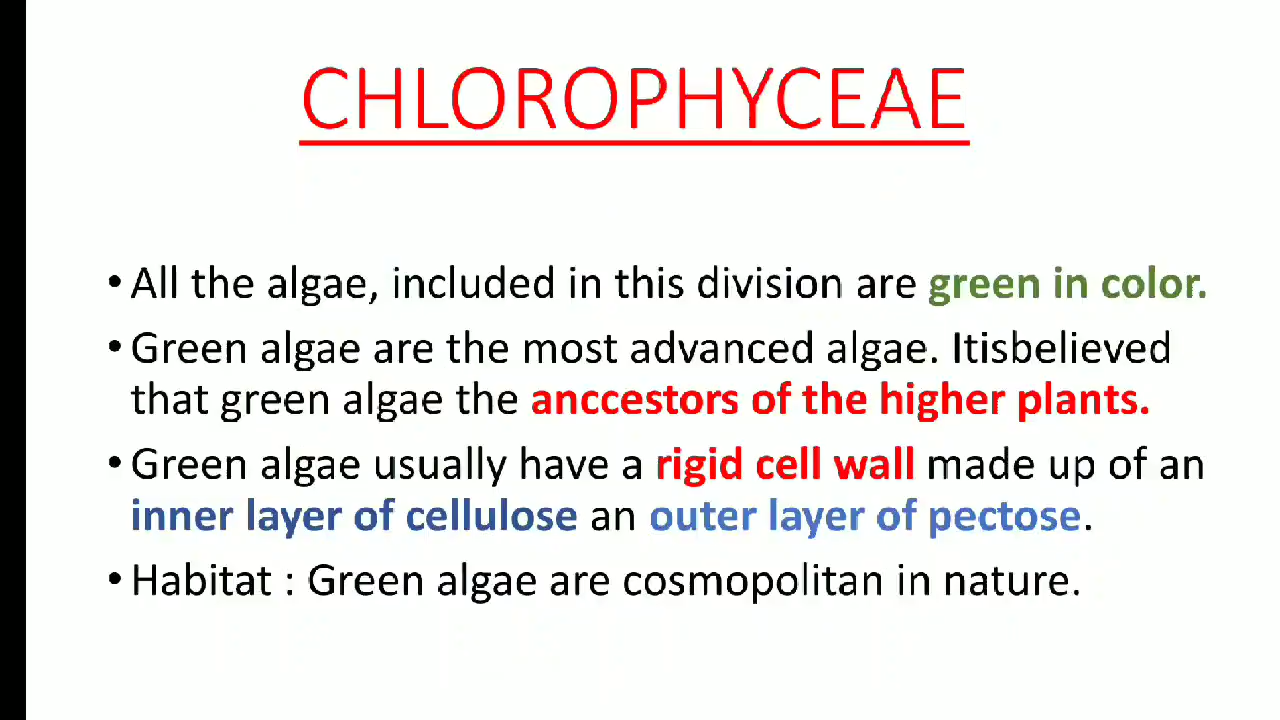 CHLOROPHYCEAE
• All the algae, included in this division are green in color.
• Green algae are the most advanced algae. Itisbelieved
that green algae the anccestors of the higher plants.
• Green algae usually have a rigid cell wall made up of an
inner layer of cellulose an outer layer of pectose.
• Habitat : Green algae are cosmopolitan in nature.